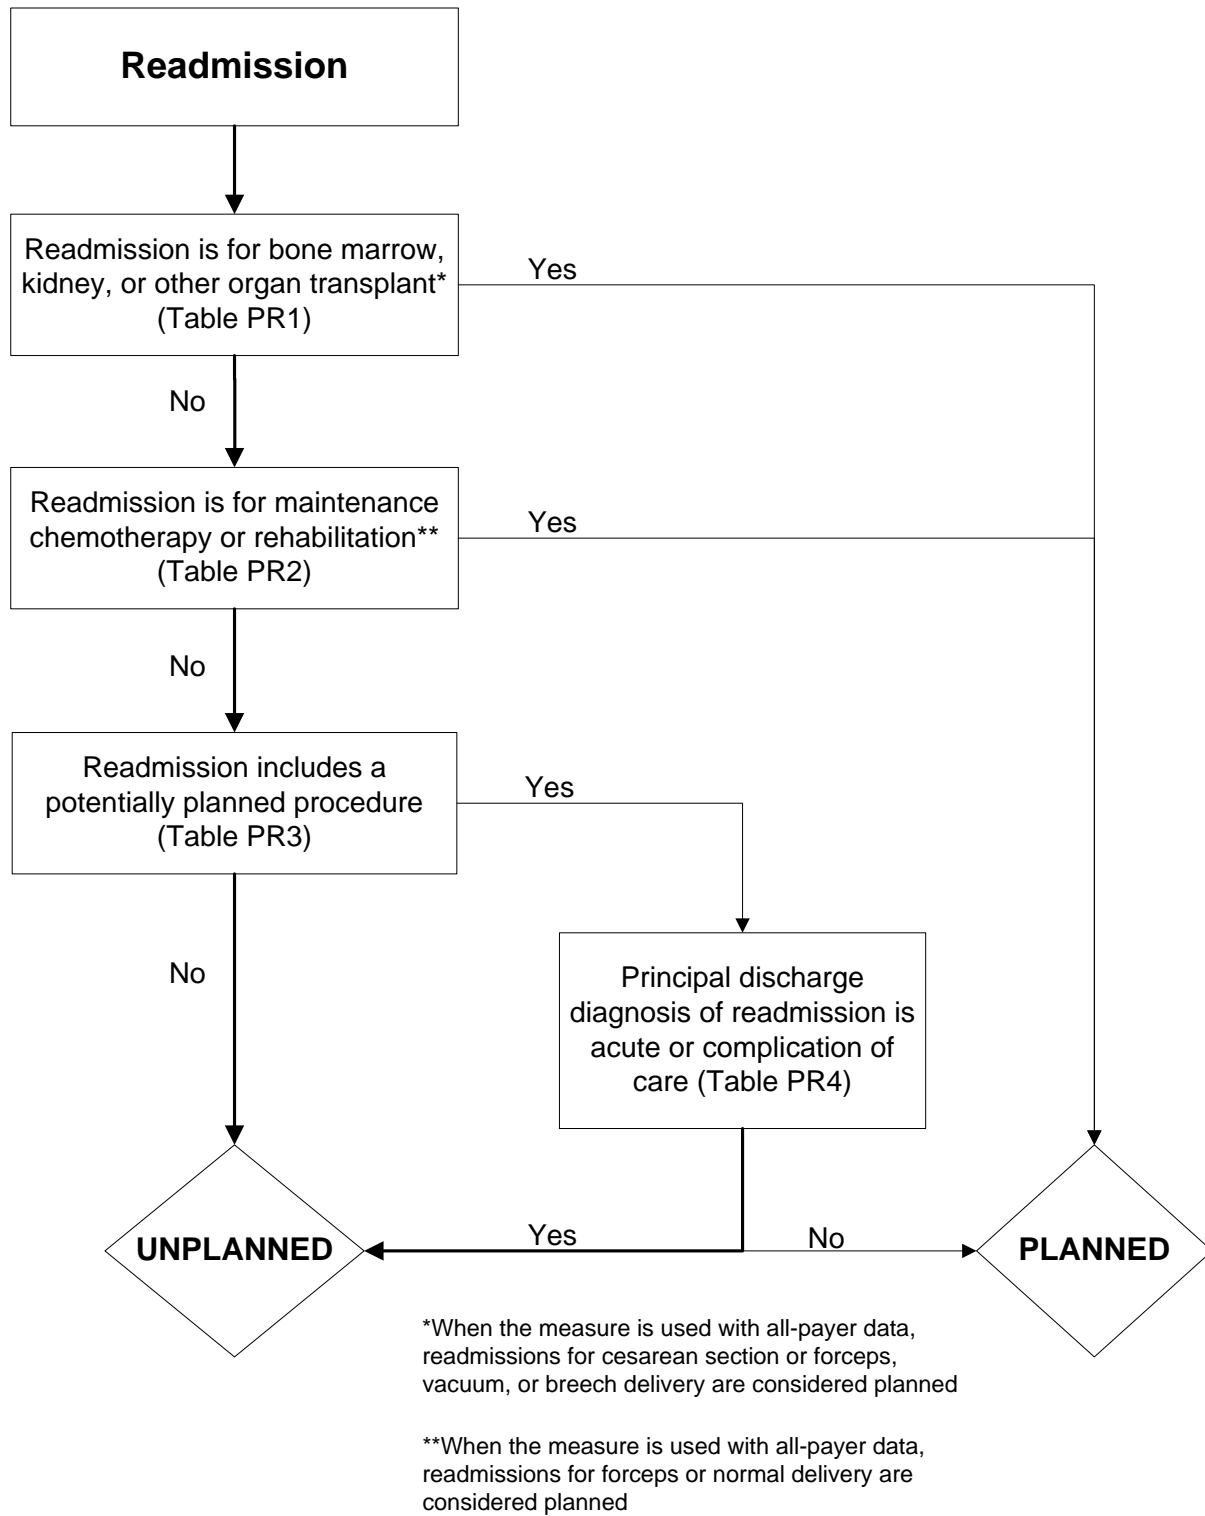 Readmission
Readmission is for bone marrow,
kidney, or other organ transplant*
(Table PR1)
Yes
No
Readmission is for maintenance
chemotherapy or rehabilitation**
(Table PR2)
Yes
No
Readmission includes a
potentially planned procedure
(Table PR3)
Yes
No
Principal discharge
diagnosis of readmission is
acute or complication of
care (Table PR4)
UNPLANNED
Yes
No
PLANNED
*When the measure is used with all-payer data,
readmissions for cesarean section or forceps,
vacuum, or breech delivery are considered planned
**When the measure is used with all-payer data,
readmissions for forceps or normal delivery are
considered planned